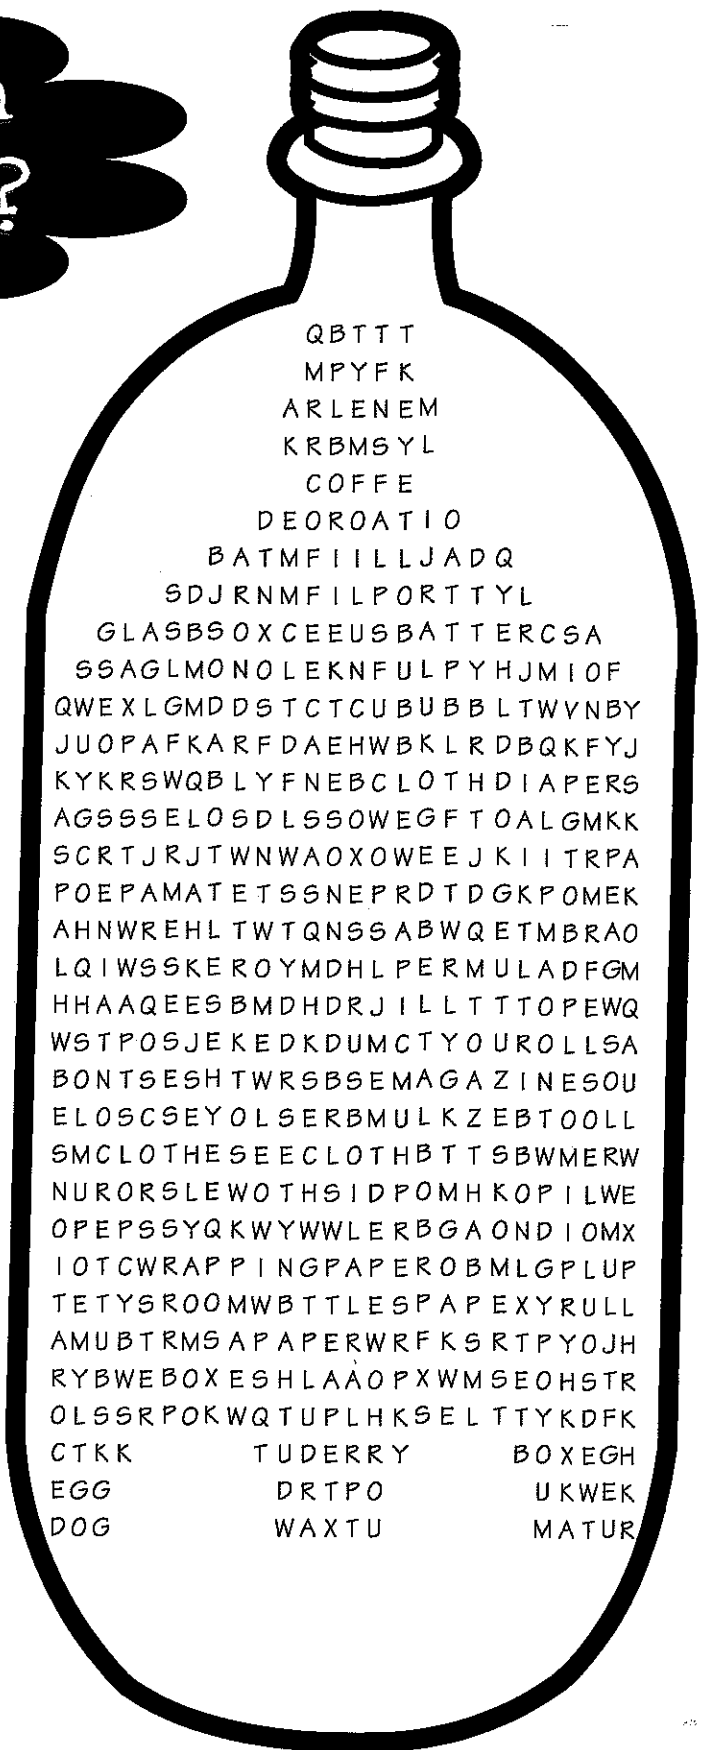 ?
QBTTT
MPYFK
ARLENEM
KRBMSYL
COFFE
DEOROATIO
BATMFIILLJADQ
SDJRNMFILPORTTYL
GLASBSOXCEEUSBATTERCSA
SSAGLMONOLEKNFULPYHJMIOF
QWEXLGMDDSTCTCUBUBBLTWVNBY
JUOPAFKARFDAEHWBKLRDBQKFYJ
KYKRSWQBLYFNEBCLOTHDIAPERS
AGSSSELOSDLSSOWEGFTOALGMKK
SCRTJRJTWNWAOXOWEEJKIITRPA
POEPAMATETSSNEPRDTDGKPOMEK
AHNWREHLTWTQNSSABWQETMBRAO
LQIWSSKEROYMDHLPERMULADFGM
HHAAQEESBMDHDRJILLTTTOPEWQ
WSTPOSJEKEDKDUMCTYOUROLLSA
BONTSESHTWRSBSEMAGAZINESOU
ELOSCSEYOLSERBMULKZEBTOOLL
SMCLOTHESEECLOTHBTTSBWMERW
NURORSLEWOTHSIDPOMHKOPILWE
OPEPSSYQKWYWWLERBGAONDIOMX
IOTCWRAPPINGPAPEROBMLGPLUP
TETYSROOMWBTTLESPAPEXYRULL
AMUBTRMSAPAPERWRFKSRTPYOJH
RYBWEBOXESHLAAOPXWMSEOHSTR
OLSSRPOKWQTUPLHKSELTTYKDFK
CTKK TUDERRY BOXEGH
EGG DRTPO UKWEK
DOG WAXTU MATUR